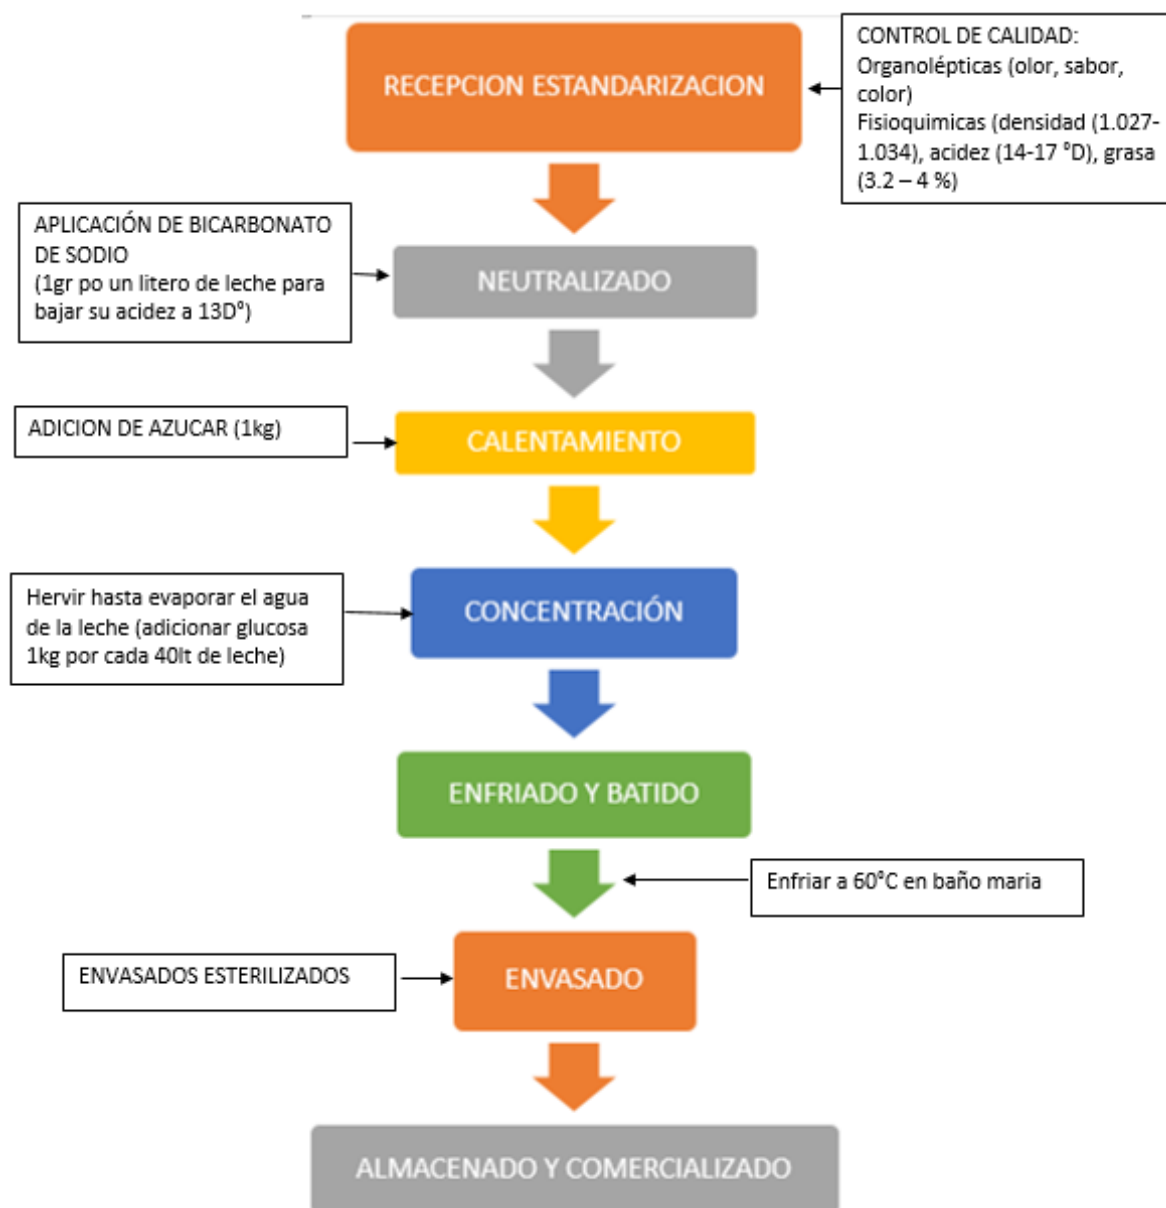 RECEPCION ESTANDARIZACION
CONTROL DE CALIDAD:
Organolépticas (olor, sabor,
color)
Fisioquimicas (densidad (1.027-
1.034), acidez (14-17 °D), grasa
(3.2 – 4 %)
APLICACIÓN DE BICARBONATO
DE SODIO
(1gr po un litero de leche para
bajar su acidez a 13D°)
NEUTRALIZADO
ADICION DE AZUCAR (1kg)
CALENTAMIENTO
Hervir hasta evaporar el agua
de la leche (adicionar glucosa
1kg por cada 40lt de leche)
CONCENTRACIÓN
ENFRIADO Y BATIDO
Enfriar a 60°C en baño maria
ENVASADOS ESTERILIZADOS
ENVASADO
ALMACENADO Y COMERCIALIZADO